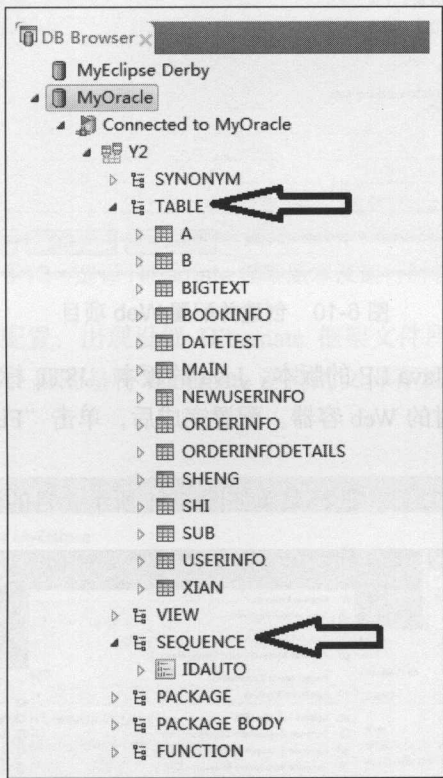 DB Browser
MyEclipse Derby
MyOracle
Connected to MyOracle
Y2
SYNONYM
TABLE
A
B
BIGTEXT
BOOKINFO
DATETEST
MAIN
NEWUSERINFO
ORDERINFO
ORDERINFODETAILS
SHENG
SHI
SUB
USERINFO
XIAN
VIEW
SEQUENCE
IDAUTO
PACKAGE
PACKAGE BODY
FUNCTION